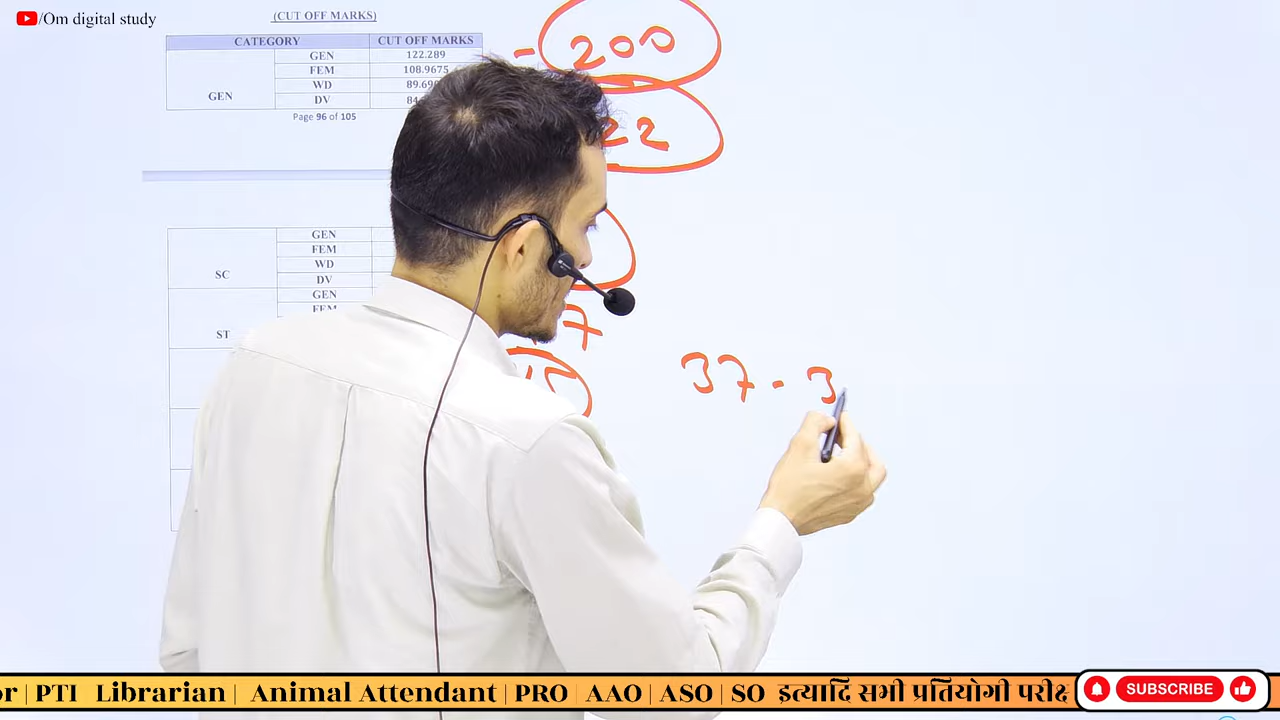 /Om digital study
(CUT OFF MARKS)
CATEGORY CUT OFF MARKS
GEN GEN 122.289
FEM 108.9675
WD
DV
Page 96 of 105
SC GEN
FEM
WD
DV
ST GEN
FEM
- 200
22
7
37 - 3
| PTI Librarian | Animal Attendant | PRO | AAO | ASO | SO इत्यादि सभी प्रतियोगी
SUBSCRIBE